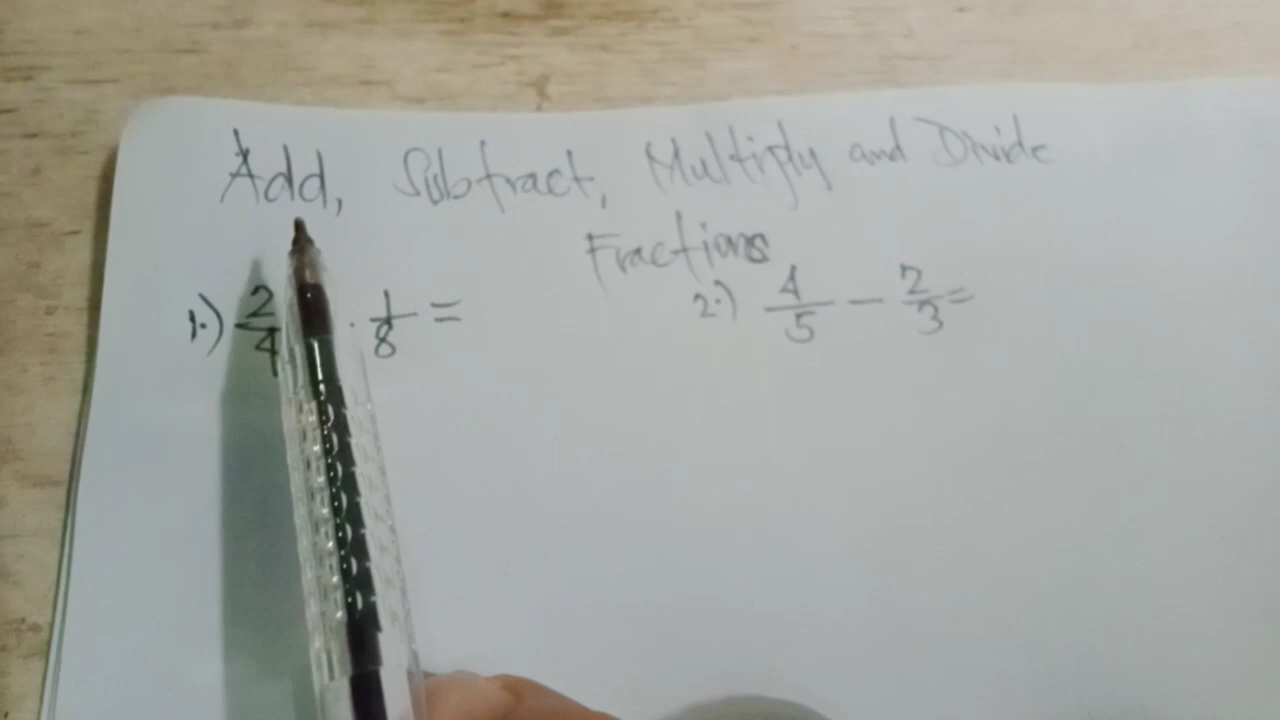 Add, Subtract, Multiply and Divide
Fractions
1.) 2/4 1/8 =
2.) 4/5 - 2/3 =